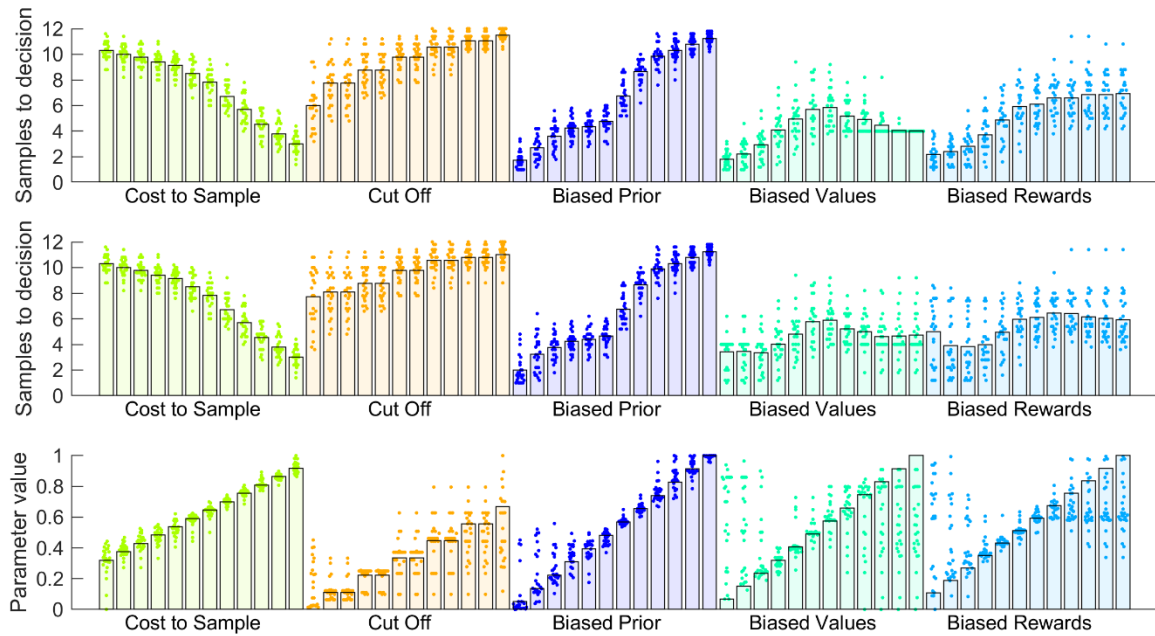 Samples to decision
12
10
8
6
4
2
0
Cost to Sample
Cut Off
Biased Prior
Biased Values
Biased Rewards
Samples to decision
12
10
8
6
4
2
0
Cost to Sample
Cut Off
Biased Prior
Biased Values
Biased Rewards
Parameter value
1
0.8
0.6
0.4
0.2
0
Cost to Sample
Cut Off
Biased Prior
Biased Values
Biased Rewards